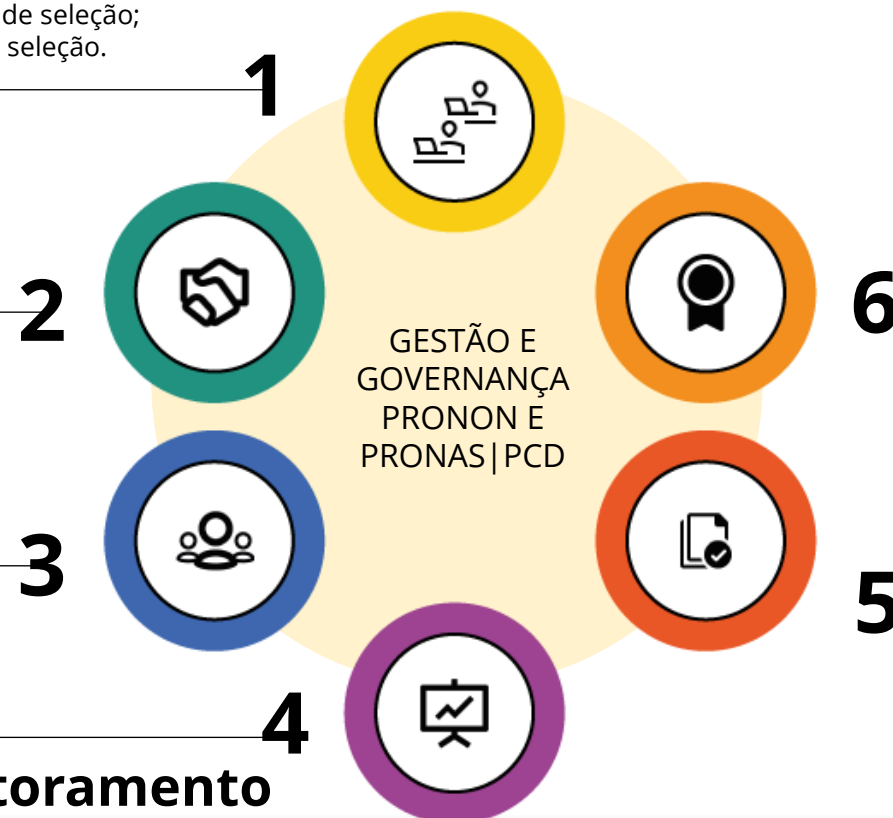 de seleção;
seleção.
1
2
6
GESTÃO E
GOVERNANÇA
PRONON E
PRONAS|PCD
3
5
4
toramento